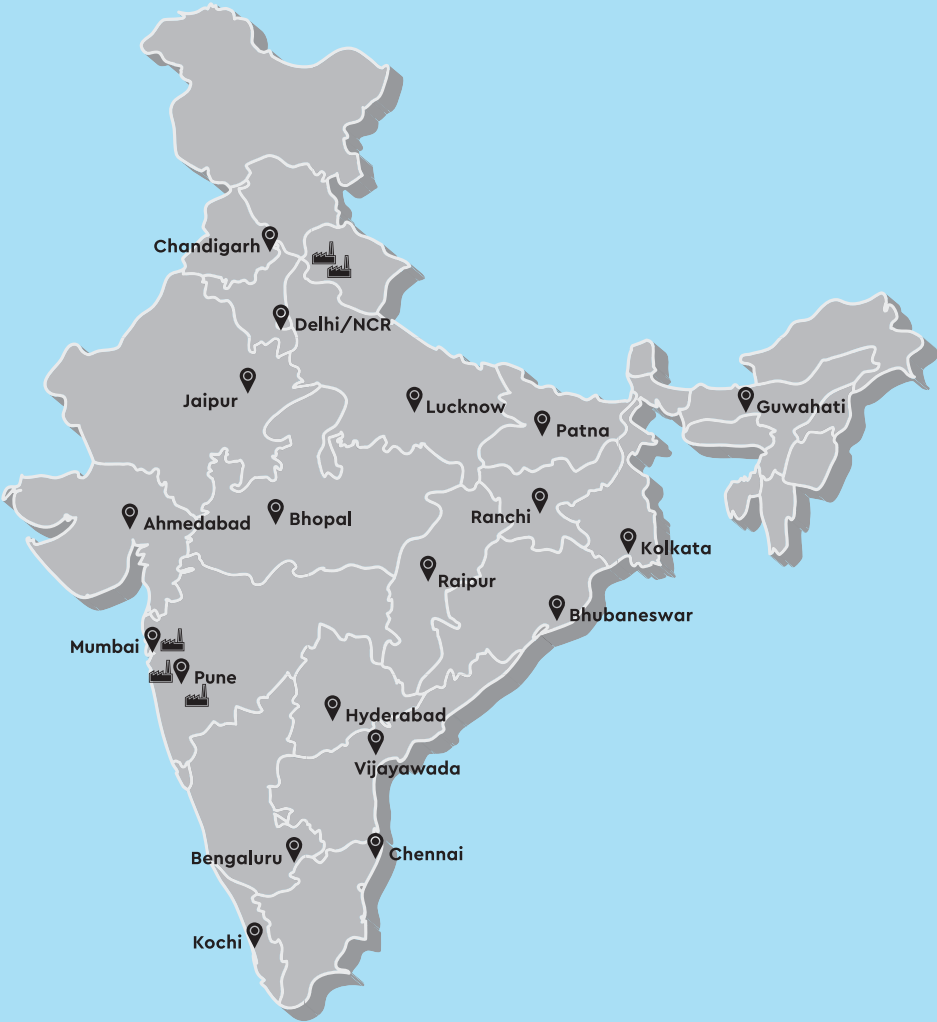 Chandigarh
Delhi/NCR
Jaipur
Lucknow
Guwahati
Patna
Ahmedabad
Bhopal
Ranchi
Kolkata
Raipur
Bhubaneswar
Mumbai
Pune
Hyderabad
Vijayawada
Bengaluru
Chennai
Kochi